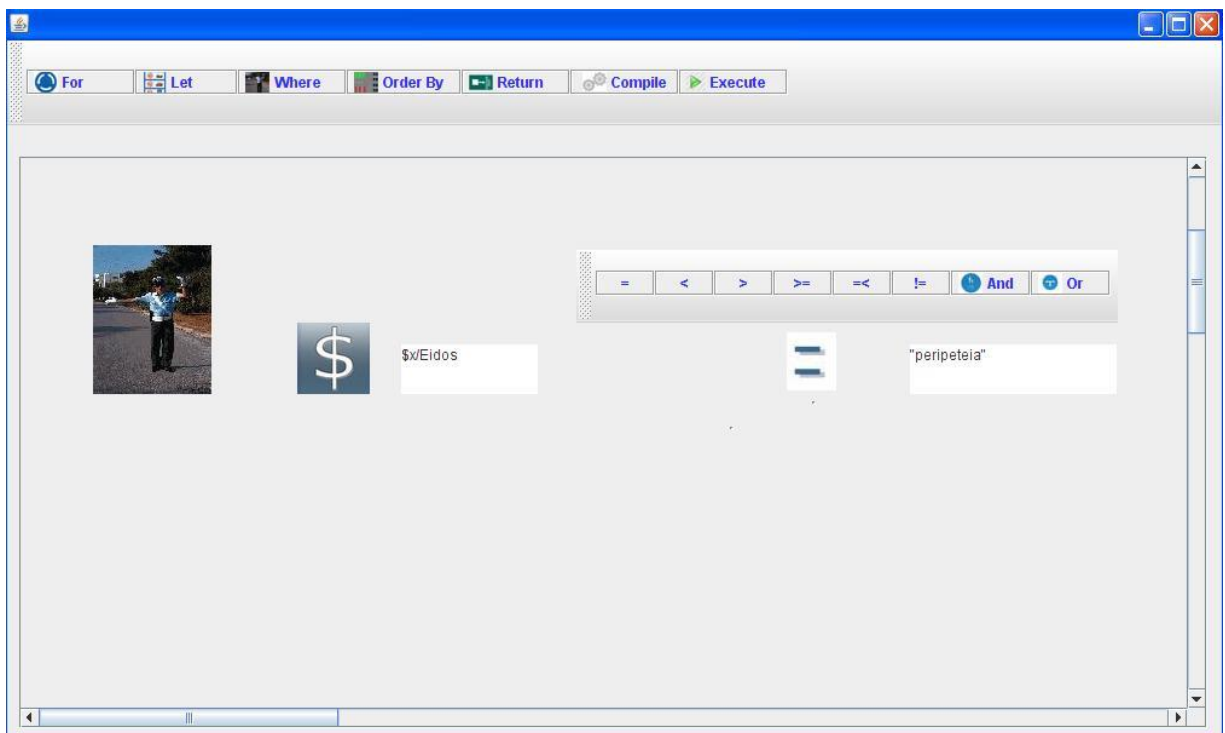 For Let Where Order By Return Compile Execute
= < > >= =< != And Or
$
$x/Eidos = "peripeteia"